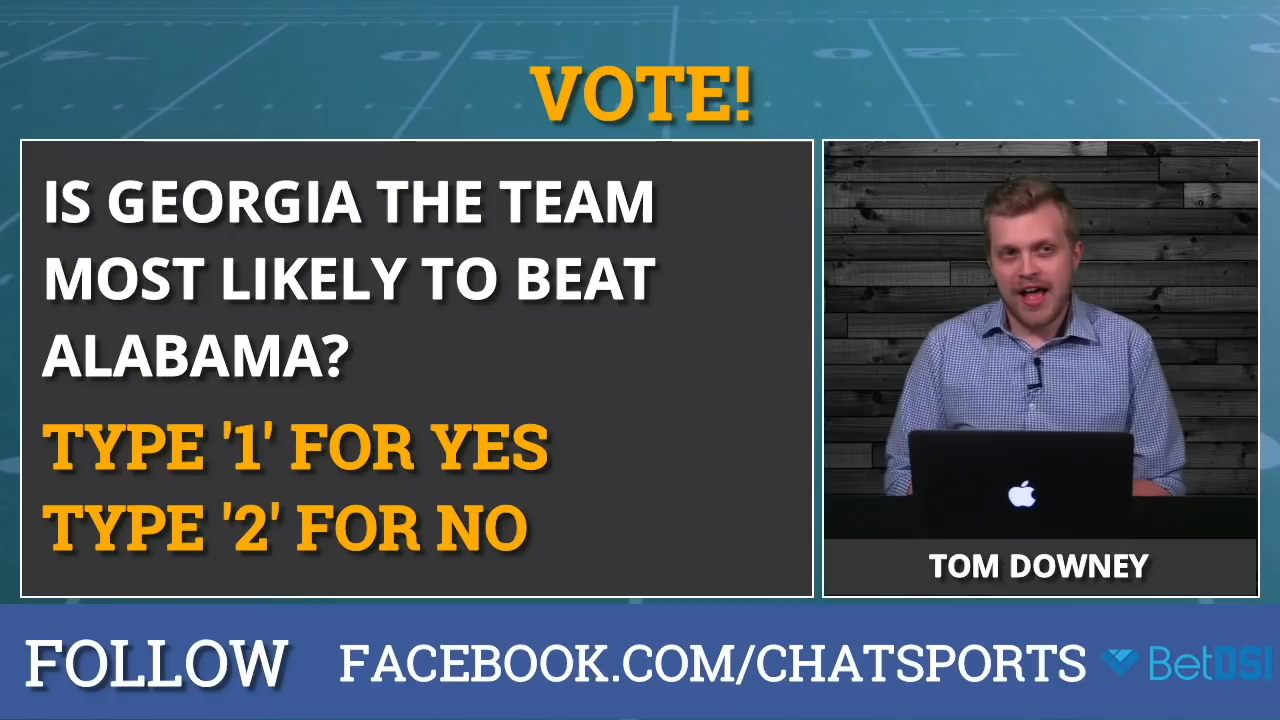 VOTE!
IS GEORGIA THE TEAM
MOST LIKELY TO BEAT
ALABAMA?
TYPE '1' FOR YES
TYPE '2' FOR NO
TOM DOWNEY
FOLLOW FACEBOOK.COM/CHATSPORTS BetDSI